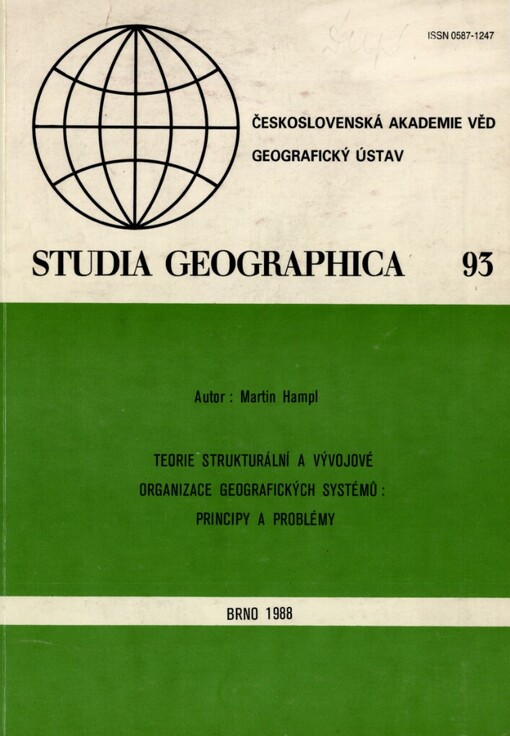 ISSN 0587-1247
ČESKOSLOVENSKÁ AKADEMIE VĚD
GEOGRAFICKÝ ÚSTAV
STUDIA GEOGRAPHICA 93
Autor : Martin Hampl
TEORIE STRUKTURÁLNÍ A VÝVOJOVÉ
ORGANIZACE GEOGRAFICKÝCH SYSTÉMŮ :
PRINCIPY A PROBLÉMY
BRNO 1988